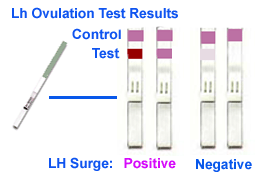 Lh Ovulation Test Results
Control
Test
LH Surge: Positive Negative